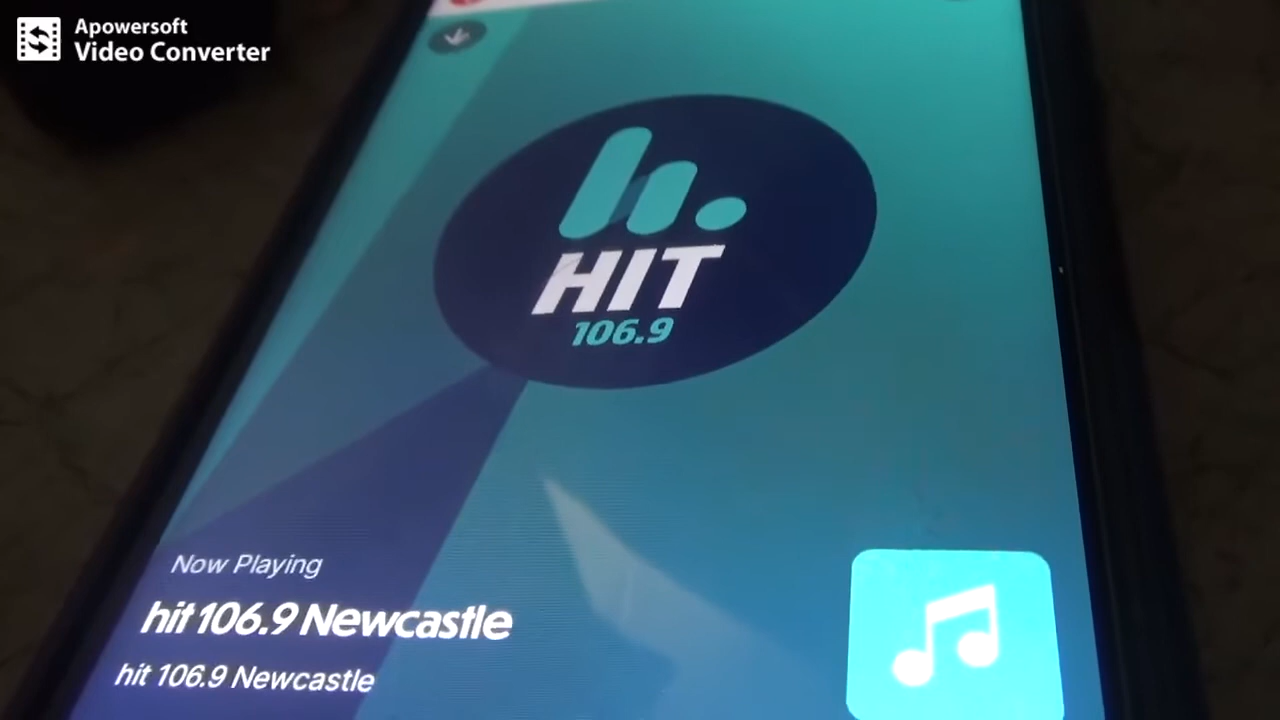 Apowersoft
Video Converter
h.
HIT
106.9
Now Playing
hit 106.9 Newcastle
hit 106.9 Newcastle